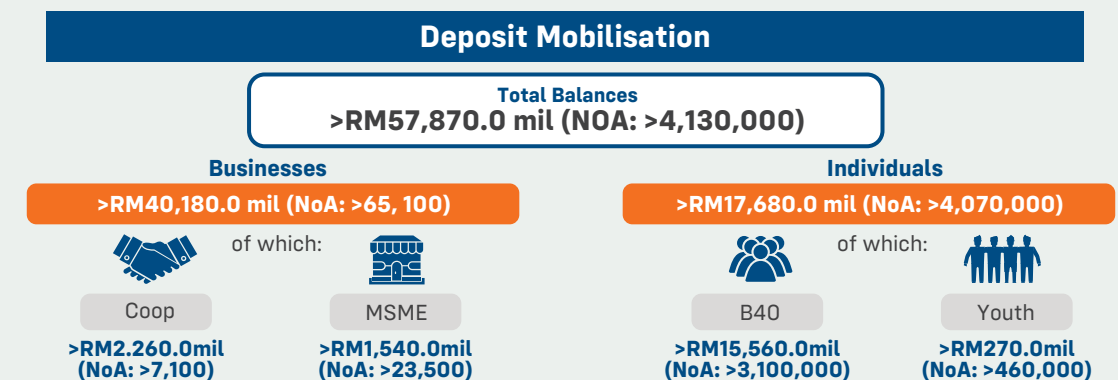 Deposit Mobilisation
Total Balances
>RM57,870.0 mil (NOA: >4,130,000)
Businesses
>RM40,180.0 mil (NoA: >65, 100)
of which:
Coop
>RM2.260.0mil
(NoA: >7,100)
MSME
>RM1,540.0mil
(NoA: >23,500)
Individuals
>RM17,680.0 mil (NoA: >4,070,000)
of which:
B40
>RM15,560.0mil
(NoA: >3,100,000)
Youth
>RM270.0mil
(NoA: >460,000)